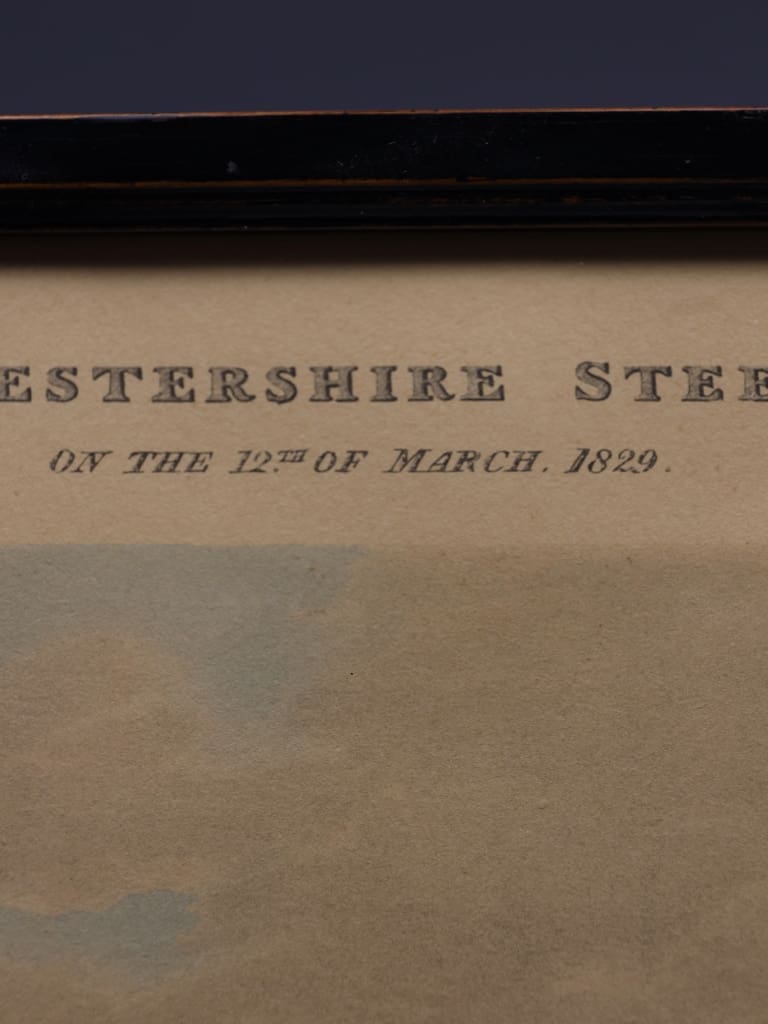 ESTERSHIRE STEE
ON THE 12TH OF MARCH. 1829.